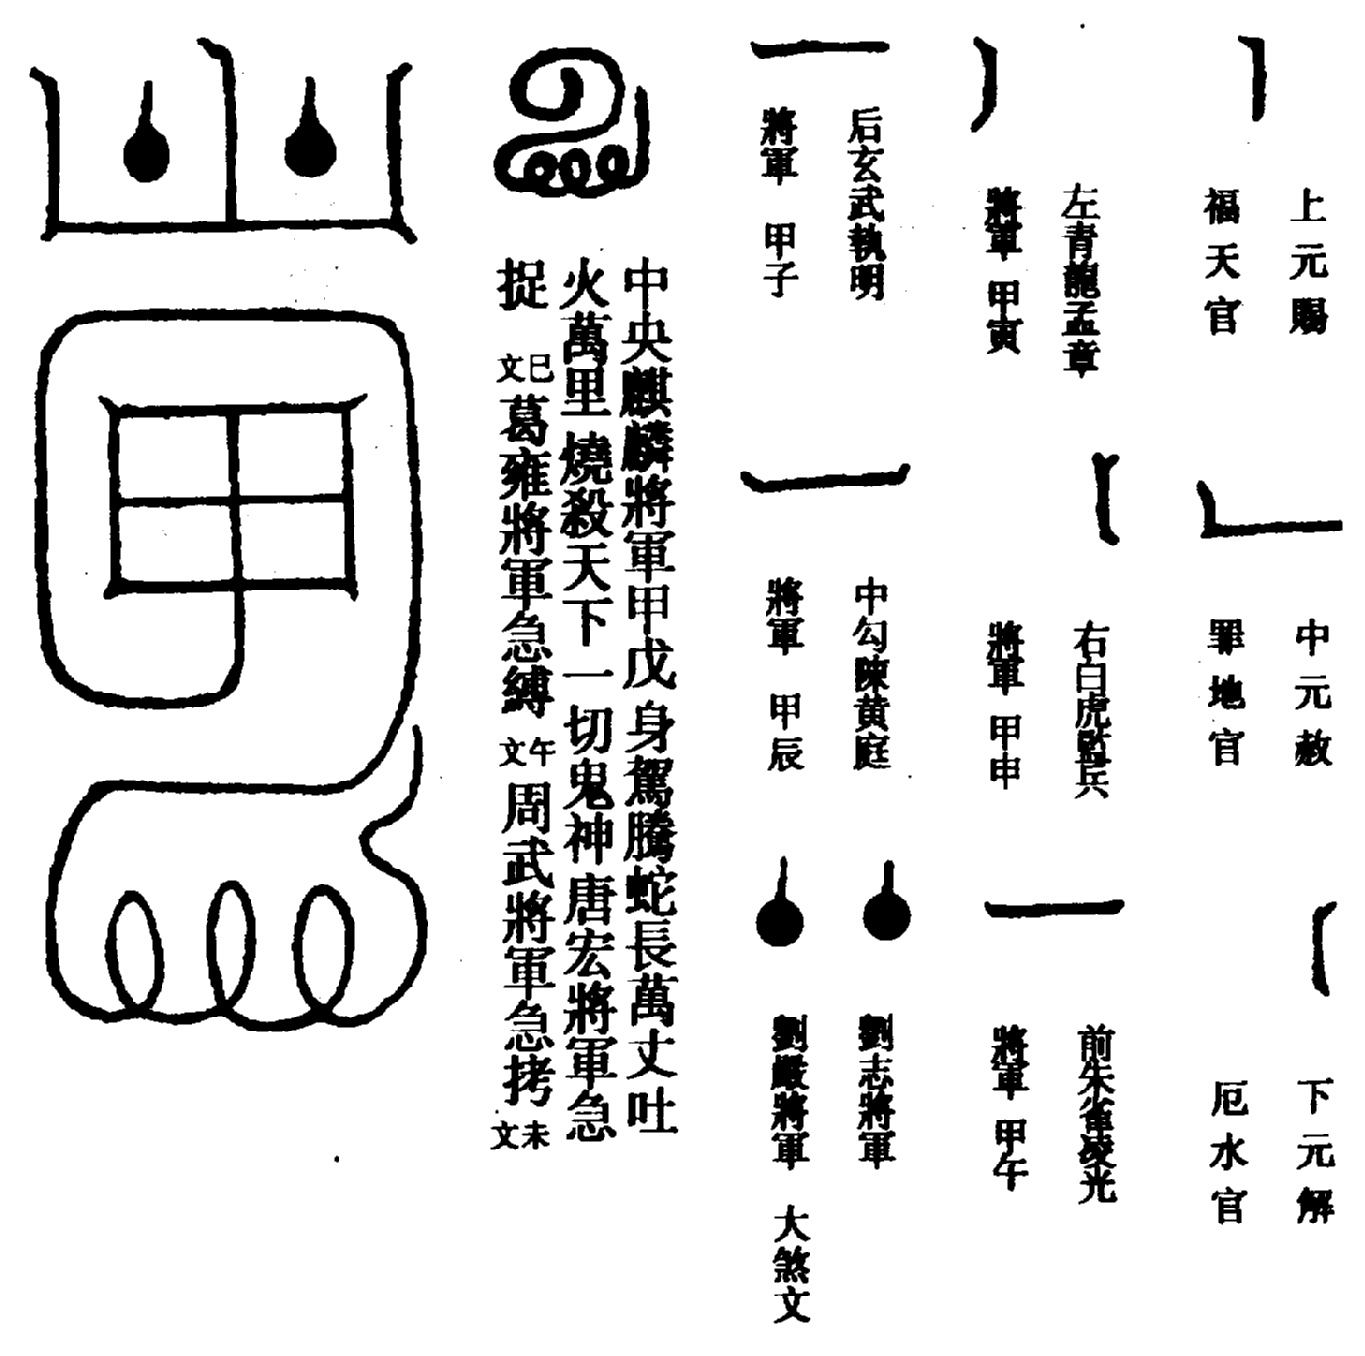 上元賜
福天官
中元赦
罪地官
下元解
厄水官
左青龍孟章
將軍 甲寅
右白虎監兵
將軍 甲申
前朱雀凌光
將軍 甲午
后玄武執明
將軍 甲子
中勾陳黃庭
將軍 甲辰
劉志將軍
劉嚴將軍 大煞文
中央麒麟將軍甲戊身駕騰蛇長萬丈吐
火萬里燒殺天下一切鬼神唐宏將軍急
捉巳文葛雍將軍急縛午文周武將軍急拷未文